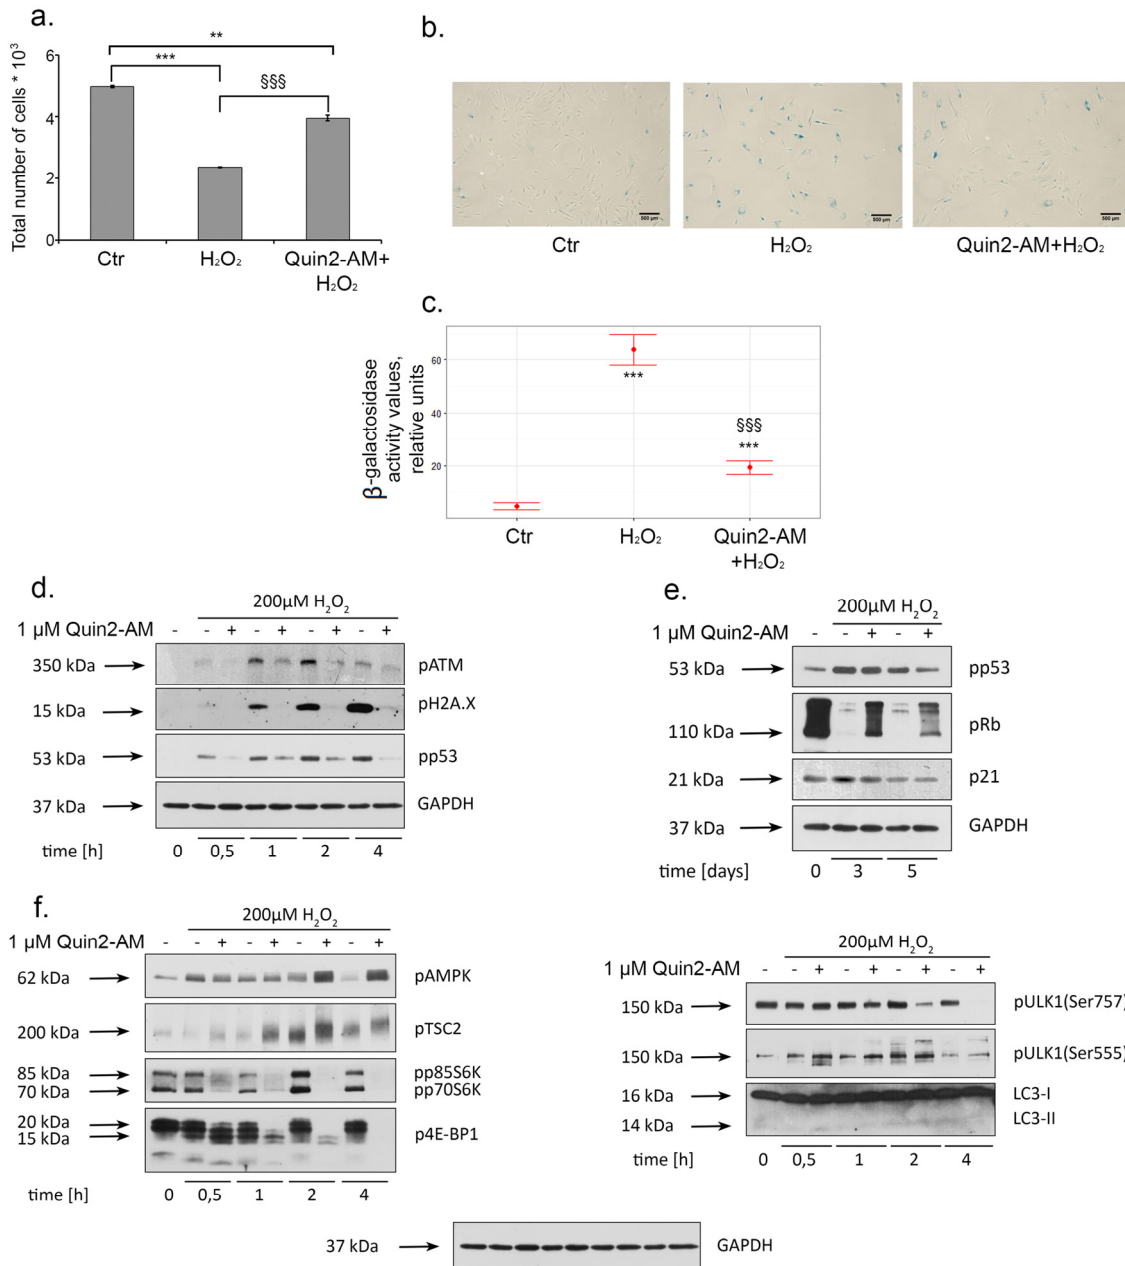 a.
Total number of cells * 10³
6
4
2
0
**
***
§§§
Ctr
H₂O₂
Quin2-AM+
H₂O₂
b.
500 µm
500 µm
500 µm
Ctr
H₂O₂
Quin2-AM+H₂O₂
c.
β-galactosidase
activity values,
relative units
60
40
20
***
§§§
***
Ctr
H₂O₂
Quin2-AM
+H₂O₂
d.
200µM H₂O₂
1 µM Quin2-AM - - + - + - + - +
350 kDa pATM
15 kDa pH2A.X
53 kDa pp53
37 kDa GAPDH
time [h] 0 0,5 1 2 4
e.
200µM H₂O₂
1 µM Quin2-AM - - + - +
53 kDa pp53
110 kDa pRb
21 kDa p21
37 kDa GAPDH
time [days] 0 3 5
f.
200µM H₂O₂
1 µM Quin2-AM - - + - + - + - +
62 kDa pAMPK
200 kDa pTSC2
85 kDa pp85S6K
70 kDa pp70S6K
20 kDa
15 kDa p4E-BP1
time [h] 0 0,5 1 2 4
200µM H₂O₂
1 µM Quin2-AM - - + - + - + - +
150 kDa pULK1(Ser757)
150 kDa pULK1(Ser555)
16 kDa LC3-I
14 kDa LC3-II
time [h] 0 0,5 1 2 4
37 kDa GAPDH